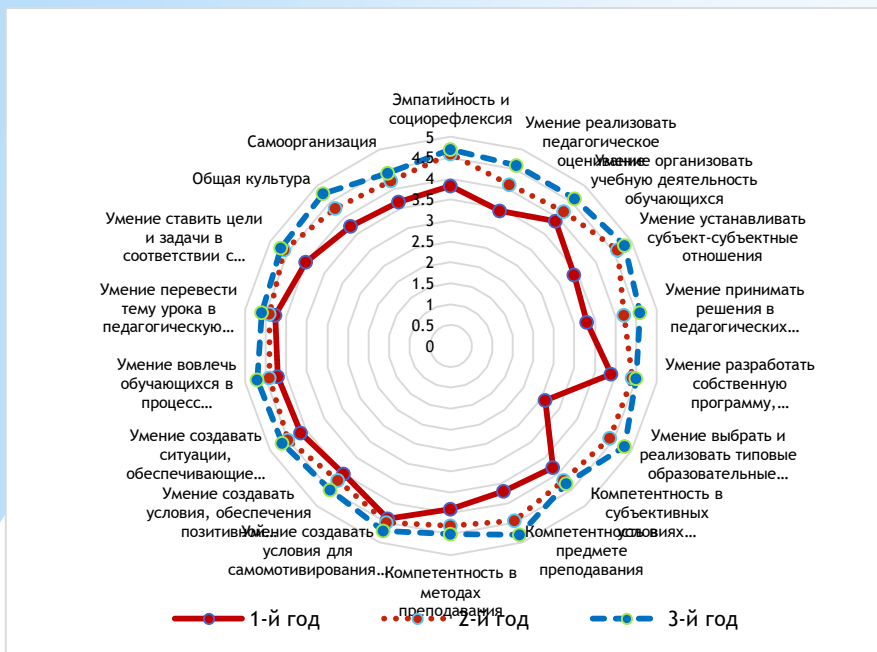 Эмпатийность и
социорефлексия
Умение реализовать
педагогическое
оценивание
Умение организовать
учебную деятельность
обучающихся
Умение устанавливать
субъект-субъектные
отношения
Умение принимать
решения в
педагогических…
Умение разработать
собственную
программу,…
Умение выбрать и
реализовать типовые
образовательные…
Компетентность в
субъективных
условиях…
Компетентность в
предмете
преподавания
Компетентность в
методах
преподавания
Умение создавать
условия для
самомотивирования…
Умение создавать
условия, обеспечения
позитивной…
Умение создавать
ситуации,
обеспечивающие…
Умение вовлечь
обучающихся в
процесс…
Умение перевести
тему урока в
педагогическую…
Умение ставить цели
и задачи в
соответствии с…
Общая культура
Самоорганизация
5
4.5
4
3.5
3
2.5
2
1.5
1
0.5
0
1-й год
2-й год
3-й год